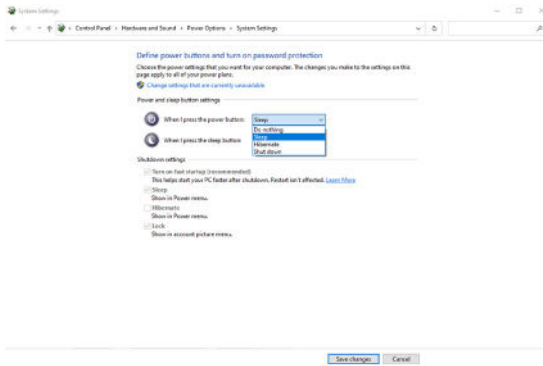 System Settings
Control Panel › Hardware and Sound › Power Options › System Settings
Define power buttons and turn on password protection
Choose the power settings that you want for your computer. The changes you make to the settings on this
page apply to all of your power plans.
Change settings that are currently unavailable
Power and sleep button settings
When I press the power button: Sleep
Do nothing
Sleep
When I press the sleep button: Hibernate
Shut down
Shutdown settings
Turn on fast startup (recommended)
This helps start your PC faster after shutdown. Restart isn't affected. Learn More
Sleep
Show in Power menu.
Hibernate
Show in Power menu.
Lock
Show in account picture menu.
Save changes Cancel